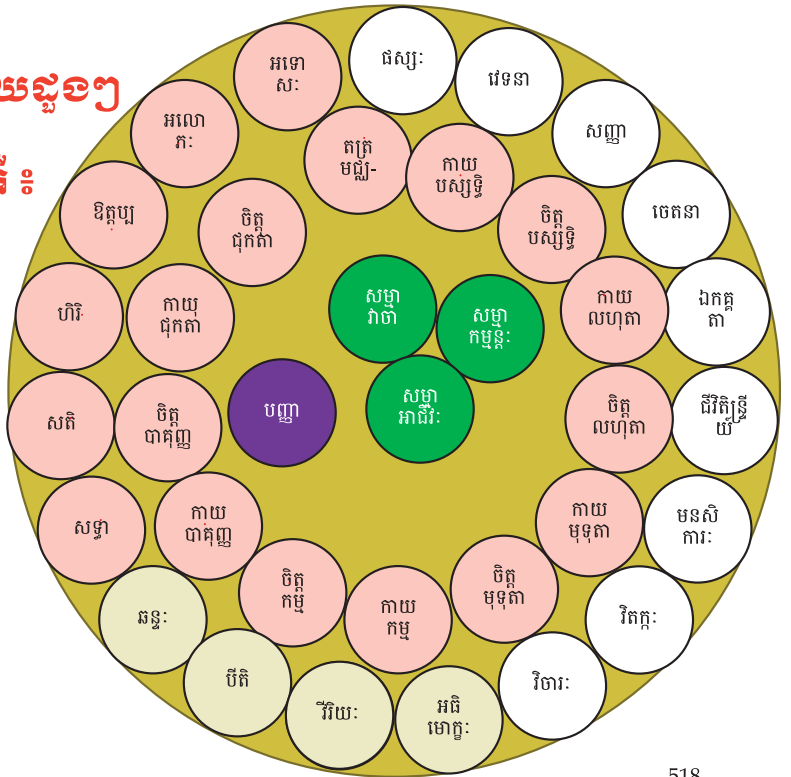 យដួងៗ
៖
ផស្សៈ
វេទនា
សញ្ញា
ចេតនា
ឯកគ្គ
តា
ជីវិតិន្ទ្រី
យ៍
មនសិ
ការៈ
វិតក្កៈ
វិចារៈ
អធិ
មោក្ខៈ
វីរិយៈ
បីតិ
ឆន្ទៈ
សទ្ធា
សតិ
ហិរិ
ឱត្តប្ប
អលោ
ភៈ
អទោ
សៈ
តត្រ
មជ្ឈ-
កាយ
បស្សទ្ធិ
ចិត្ត
បស្សទ្ធិ
កាយ
លហុតា
ចិត្ត
លហុតា
កាយ
មុទុតា
ចិត្ត
មុទុតា
កាយ
កម្ម
ចិត្ត
កម្ម
កាយ
បាគុញ្ញ
ចិត្ត
បាគុញ្ញ
កាយុ
ជុកតា
ចិត្តុ
ជុកតា
សម្មា
វាចា
សម្មា
កម្មន្តៈ
សម្មា
អាជីវៈ
បញ្ញា
518